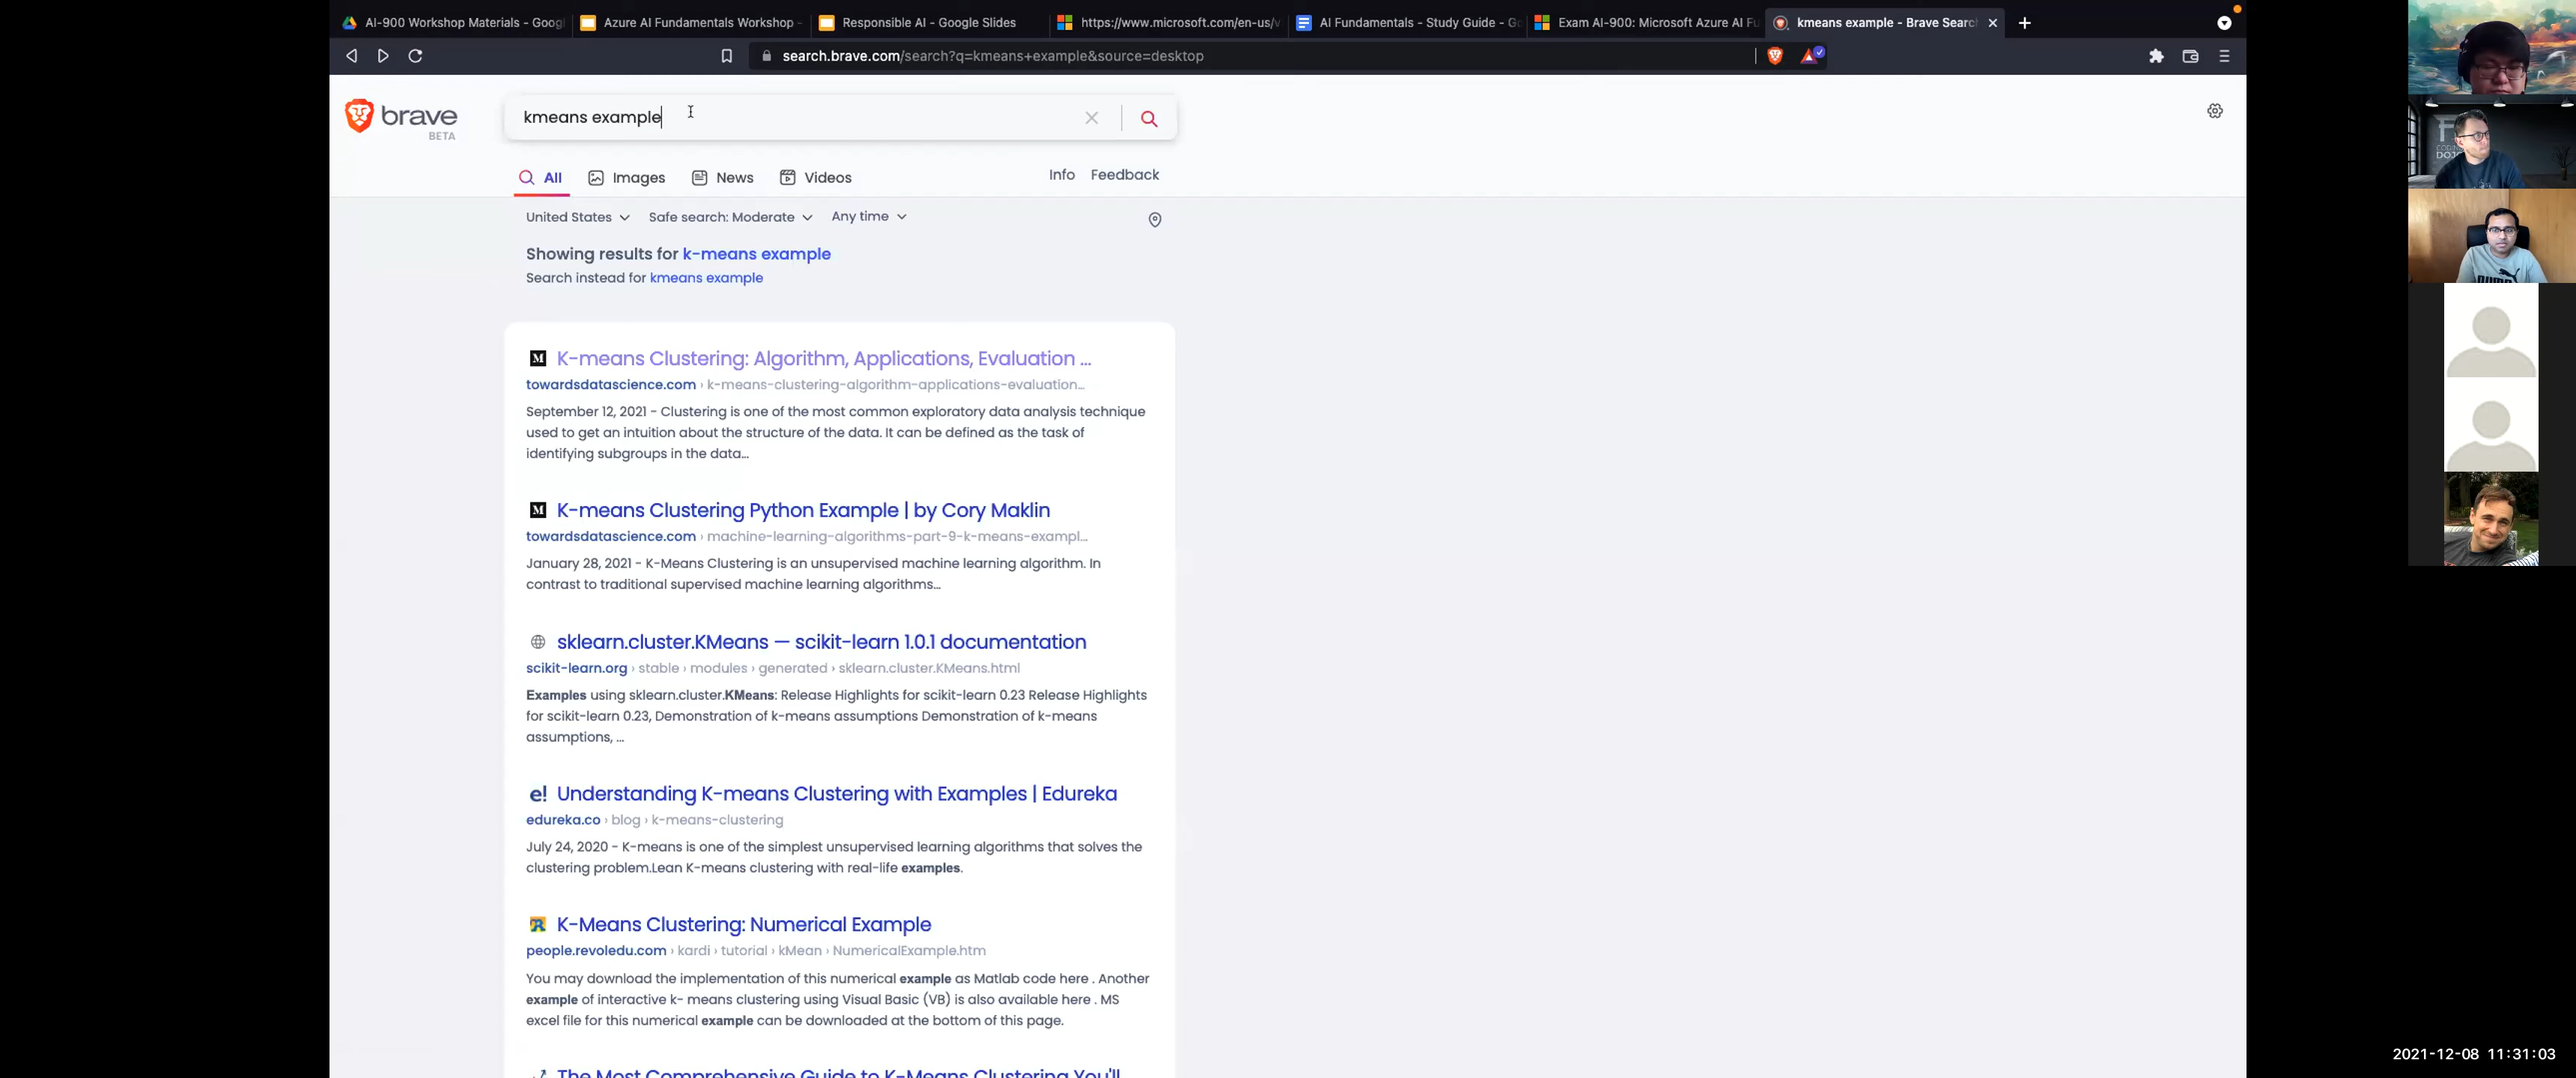 AI-900 Workshop Materials - Googl
Azure AI Fundamentals Workshop -
Responsible AI - Google Slides
https://www.microsoft.com/en-us/v
AI Fundamentals - Study Guide - Go
Exam AI-900: Microsoft Azure AI Fu
kmeans example - Brave Search
search.brave.com/search?q=kmeans+example&source=desktop
brave
BETA
kmeans example
All Images News Videos
Info Feedback
United States Safe search: Moderate Any time
Showing results for k-means example
Search instead for kmeans example
K-means Clustering: Algorithm, Applications, Evaluation ...
towardsdatascience.com › k-means-clustering-algorithm-applications-evaluation...
September 12, 2021 - Clustering is one of the most common exploratory data analysis technique
used to get an intuition about the structure of the data. It can be defined as the task of
identifying subgroups in the data...
K-means Clustering Python Example | by Cory Maklin
towardsdatascience.com › machine-learning-algorithms-part-9-k-means-exampl...
January 28, 2021 - K-Means Clustering is an unsupervised machine learning algorithm. In
contrast to traditional supervised machine learning algorithms...
sklearn.cluster.KMeans — scikit-learn 1.0.1 documentation
scikit-learn.org › stable › modules › generated › sklearn.cluster.KMeans.html
Examples using sklearn.cluster.KMeans: Release Highlights for scikit-learn 0.23 Release Highlights
for scikit-learn 0.23, Demonstration of k-means assumptions Demonstration of k-means
assumptions, ...
e! Understanding K-means Clustering with Examples | Edureka
edureka.co › blog › k-means-clustering
July 24, 2020 - K-means is one of the simplest unsupervised learning algorithms that solves the
clustering problem.Lean K-means clustering with real-life examples.
K-Means Clustering: Numerical Example
people.revoledu.com › kardi › tutorial › kMean › NumericalExample.htm
You may download the implementation of this numerical example as Matlab code here . Another
example of interactive k- means clustering using Visual Basic (VB) is also available here . MS
excel file for this numerical example can be downloaded at the bottom of this page.
The Most Comprehensive Guide to K-Means Clustering You'll
2021-12-08 11:31:03